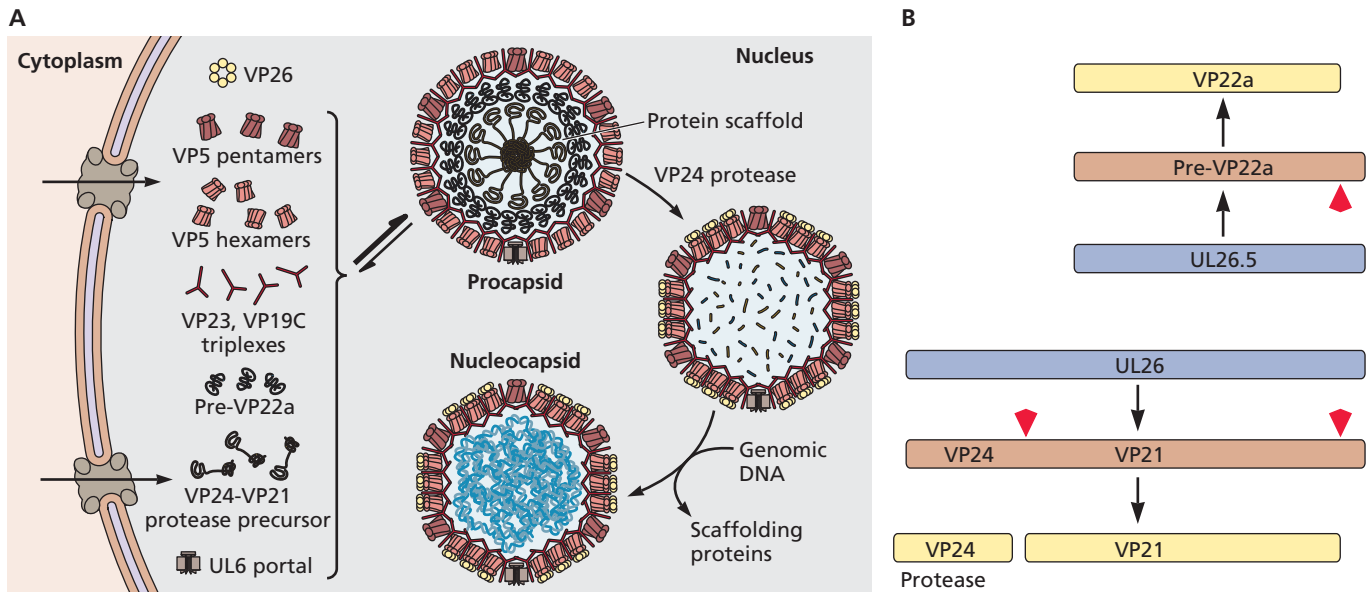 A
Cytoplasm
VP26
VP5 pentamers
VP5 hexamers
VP23, VP19C
triplexes
Pre-VP22a
VP24-VP21
protease precursor
UL6 portal
Nucleus
Protein scaffold
VP24 protease
Procapsid
Nucleocapsid
Genomic
DNA
Scaffolding
proteins
B
VP22a
Pre-VP22a
UL26.5
UL26
VP24 VP21
VP24 VP21
Protease